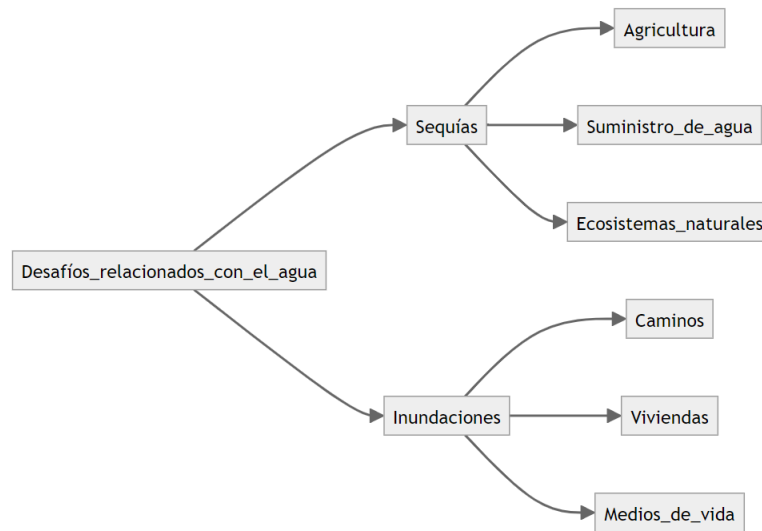 Agricultura
Sequías
Suministro_de_agua
Ecosistemas_naturales
Desafíos_relacionados_con_el_agua
Caminos
Inundaciones
Viviendas
Medios_de_vida